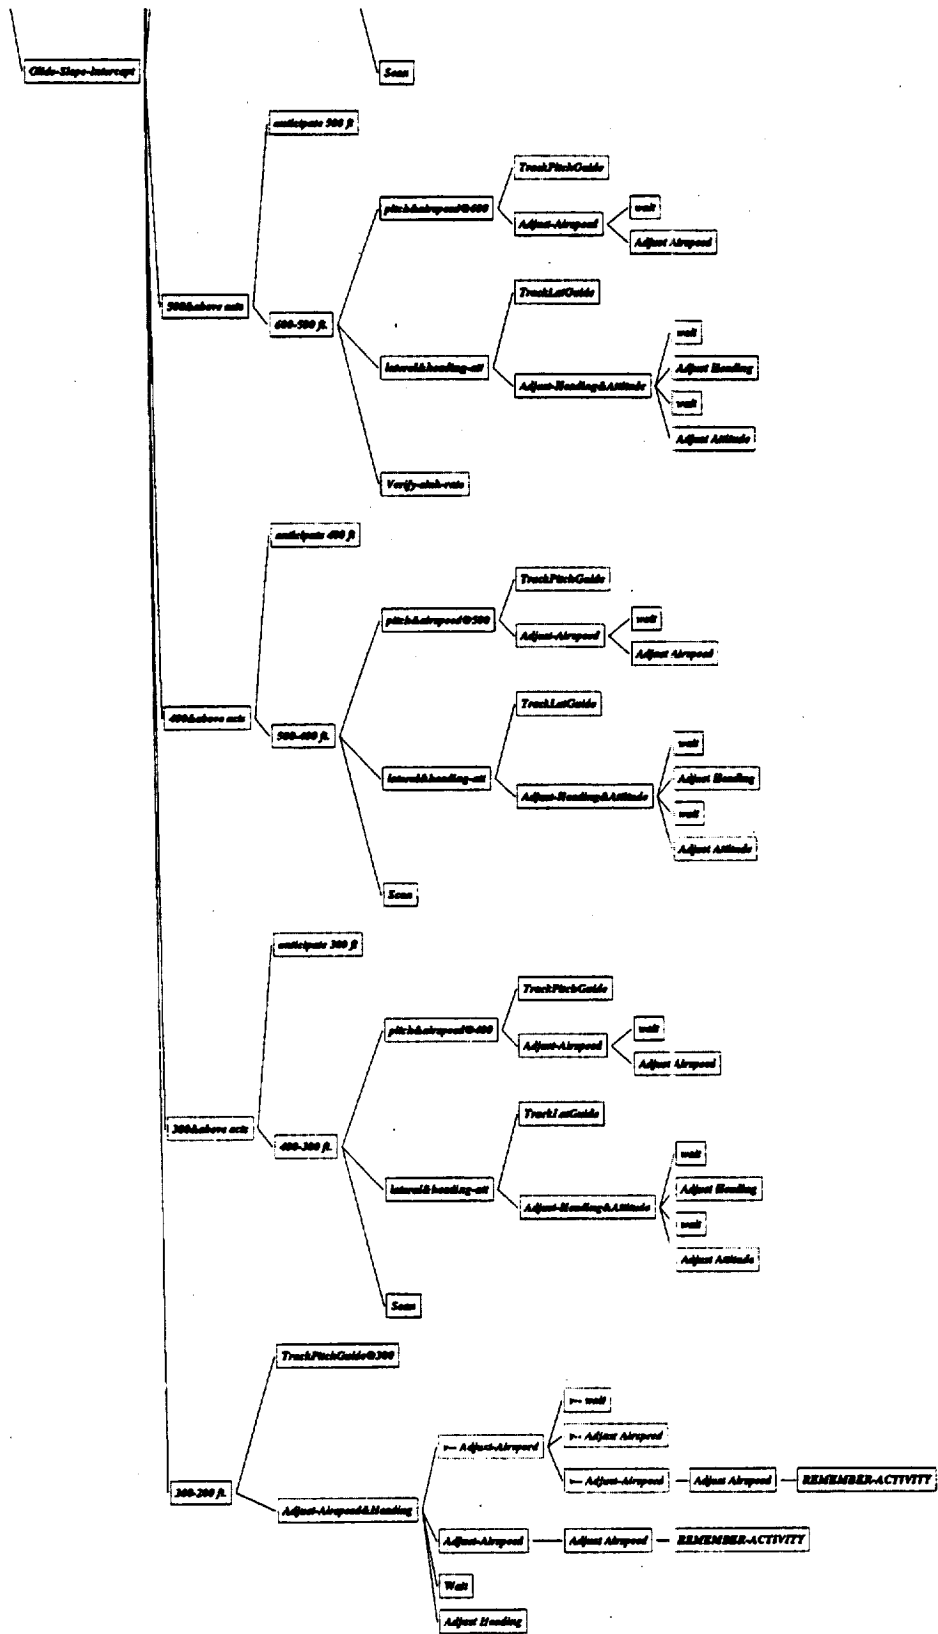 Glide-Slope-Intercept
Scan
anticipate 500 ft
TrackPitchGuide
pitch&airspeed@600
wait
Adjust-Airspeed
Adjust Airspeed
TrackLatGuide
500&above acts
600-500 ft.
wait
lateral&heading-att
Adjust Heading
Adjust-Heading&Attitude
wait
Adjust Attitude
Verify-sink-rate
anticipate 400 ft
TrackPitchGuide
pitch&airspeed@500
wait
Adjust-Airspeed
Adjust Airspeed
TrackLatGuide
400&above acts
500-400 ft.
wait
lateral&heading-att
Adjust Heading
Adjust-Heading&Attitude
wait
Adjust Attitude
Scan
anticipate 300 ft
TrackPitchGuide
pitch&airspeed@400
wait
Adjust-Airspeed
Adjust Airspeed
TrackLatGuide
300&above acts
400-300 ft.
wait
lateral&heading-att
Adjust Heading
Adjust-Heading&Attitude
wait
Adjust Attitude
Scan
TrackPitchGuide@300
v-- wait
v-- Adjust Airspeed
v-- Adjust-Airspeed
v-- Adjust-Airspeed
Adjust Airspeed
REMEMBER-ACTIVITY
300-200 ft.
Adjust-Airspeed&Heading
Adjust-Airspeed
Adjust Airspeed
REMEMBER-ACTIVITY
Wait
Adjust Heading